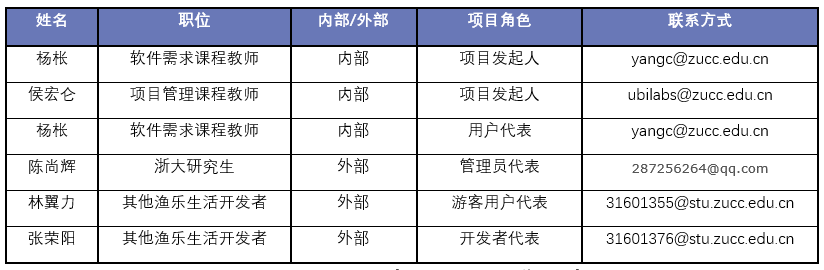 姓名 职位 内部/外部 项目角色 联系方式
杨枨 软件需求课程教师 内部 项目发起人 yangc@zucc.edu.cn
侯宏仑 项目管理课程教师 内部 项目发起人 ubilabs@zucc.edu.cn
杨枨 软件需求课程教师 内部 用户代表 yangc@zucc.edu.cn
陈尚辉 浙大研究生 外部 管理员代表 287256264@qq.com
林翼力 其他渔乐生活开发者 外部 游客用户代表 31601355@stu.zucc.edu.cn
张荣阳 其他渔乐生活开发者 外部 开发者代表 31601376@stu.zucc.edu.cn